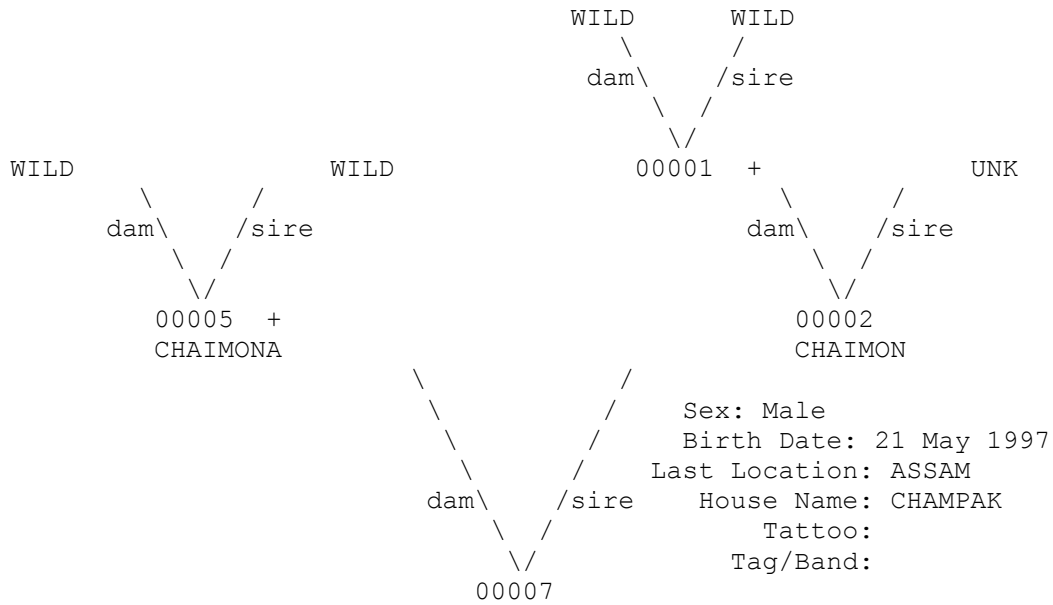 WILD WILD
dam\ /sire
WILD WILD 00001 + UNK
dam\ /sire dam\ /sire
00005 + 00002
CHAIMONA CHAIMON
Sex: Male
Birth Date: 21 May 1997
Last Location: ASSAM
dam\ /sire House Name: CHAMPAK
Tattoo:
Tag/Band:
00007